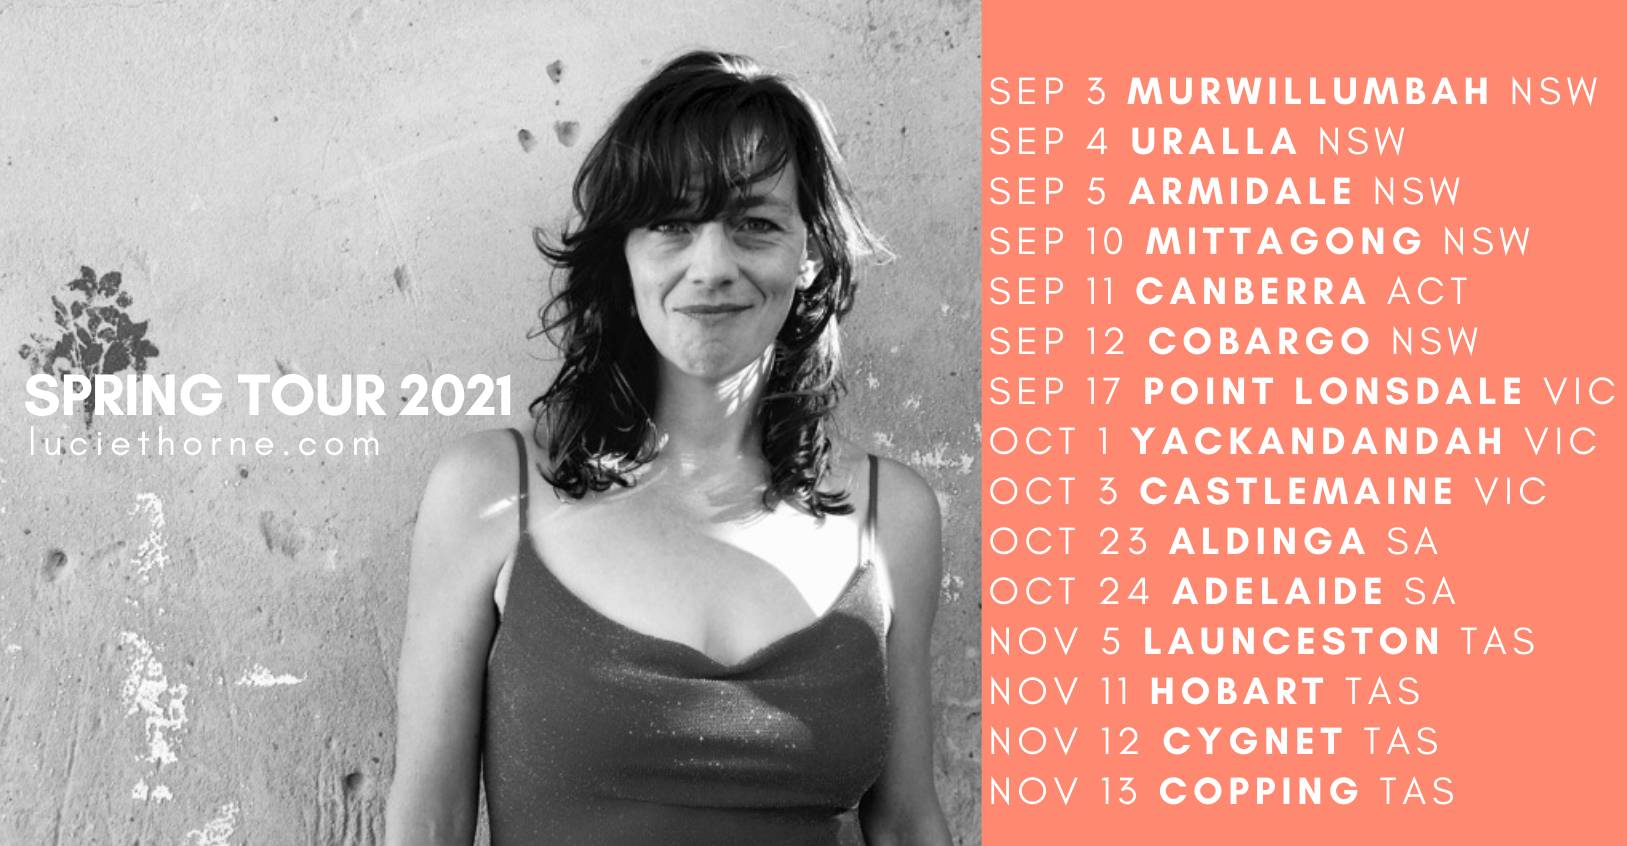 SPRING TOUR 2021
luciethorne.com
SEP 3 MURWILLUMBAH NSW
SEP 4 URALLA NSW
SEP 5 ARMIDALE NSW
SEP 10 MITTAGONG NSW
SEP 11 CANBERRA ACT
SEP 12 COBARGO NSW
SEP 17 POINT LONSDALE VIC
OCT 1 YACKANDANDAH VIC
OCT 3 CASTLEMAINE VIC
OCT 23 ALDINGA SA
OCT 24 ADELAIDE SA
NOV 5 LAUNCESTON TAS
NOV 11 HOBART TAS
NOV 12 CYGNET TAS
NOV 13 COPPING TAS